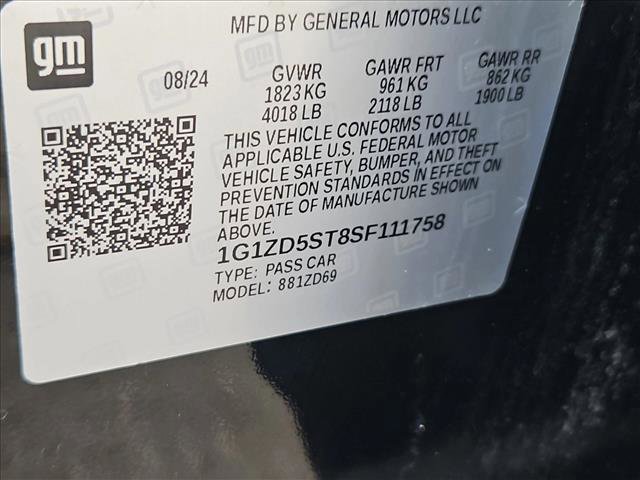 gm
MFD BY GENERAL MOTORS LLC
08/24 GVWR GAWR FRT GAWR RR
1823 KG 961 KG 862 KG
4018 LB 2118 LB 1900 LB
THIS VEHICLE CONFORMS TO ALL
APPLICABLE U.S. FEDERAL MOTOR
VEHICLE SAFETY, BUMPER, AND THEFT
PREVENTION STANDARDS IN EFFECT ON
THE DATE OF MANUFACTURE SHOWN
ABOVE.
1G1ZD5ST8SF111758
TYPE: PASS CAR
MODEL: 881ZD69